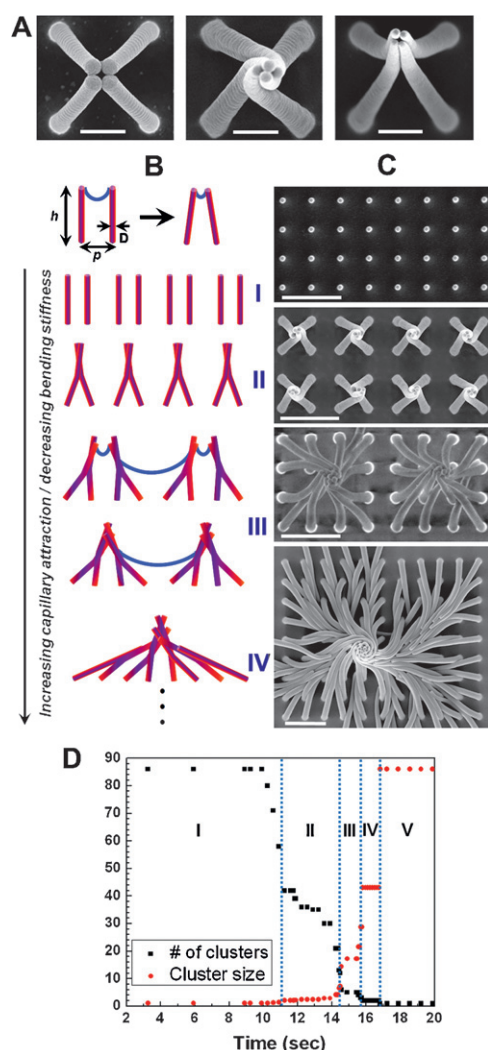 A
B
C
h
D
p
I
II
III
IV
Increasing capillary attraction / decreasing bending stiffness
D
90
80
70
60
50
40
30
20
10
0
I
II
III
IV
V
# of clusters
Cluster size
2 4 6 8 10 12 14 16 18 20
Time (sec)